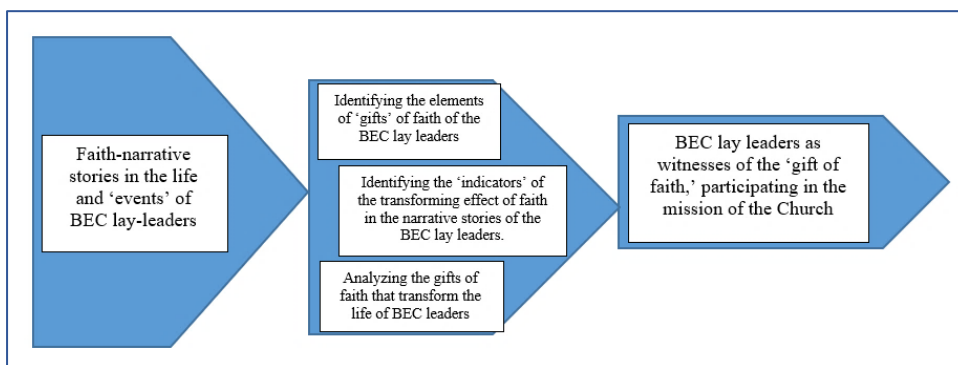 Faith-narrative
stories in the life
and ‘events’ of
BEC lay-leaders
Identifying the elements
of ‘gifts’ of faith of the
BEC lay leaders
Identifying the ‘indicators’ of
the transforming effect of faith
in the narrative stories of the
BEC lay leaders.
Analyzing the gifts of
faith that transform the
life of BEC leaders
BEC lay leaders as
witnesses of the ‘gift of
faith,’ participating in the
mission of the Church